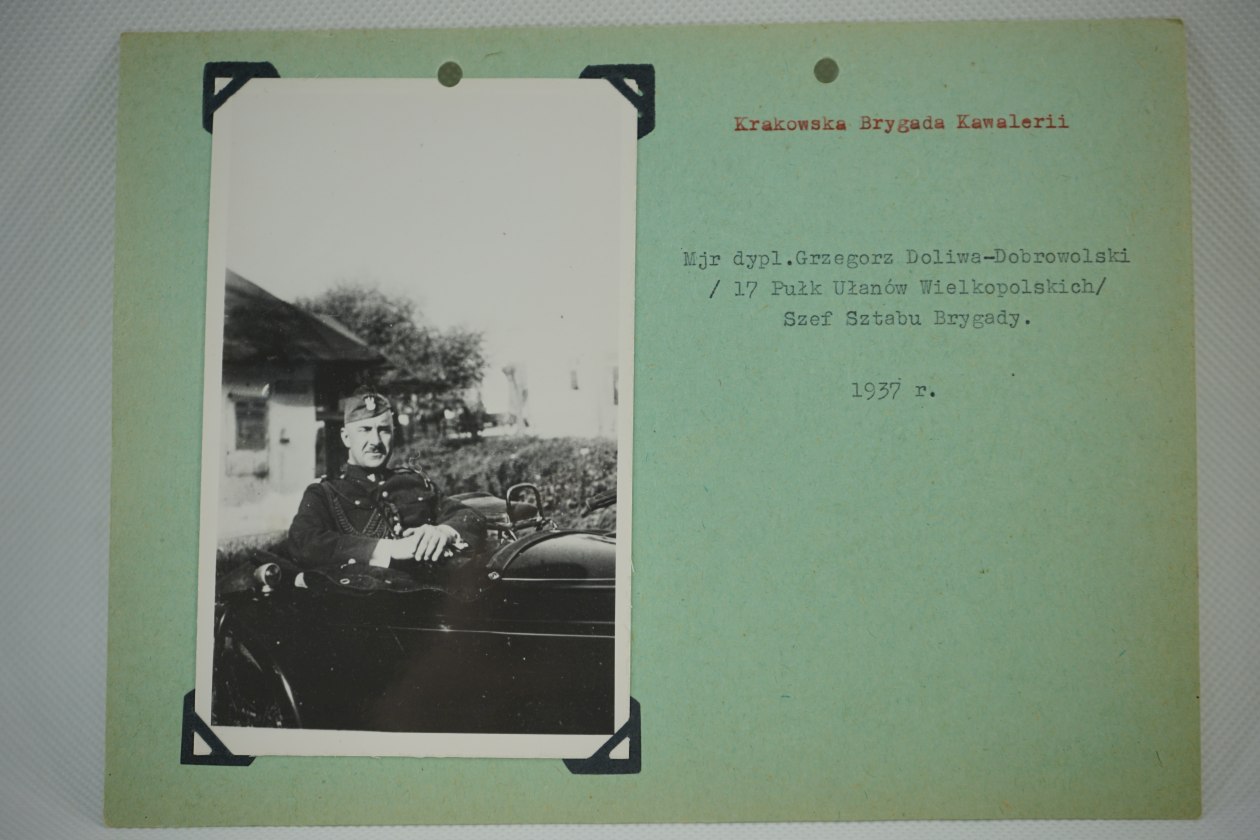 Krakowska Brygada Kawalerii
Mjr dypl.Grzegorz Doliwa-Dobrowolski
/ 17 Pułk Ułanów Wielkopolskich/
Szef Sztabu Brygady.
1937 r.